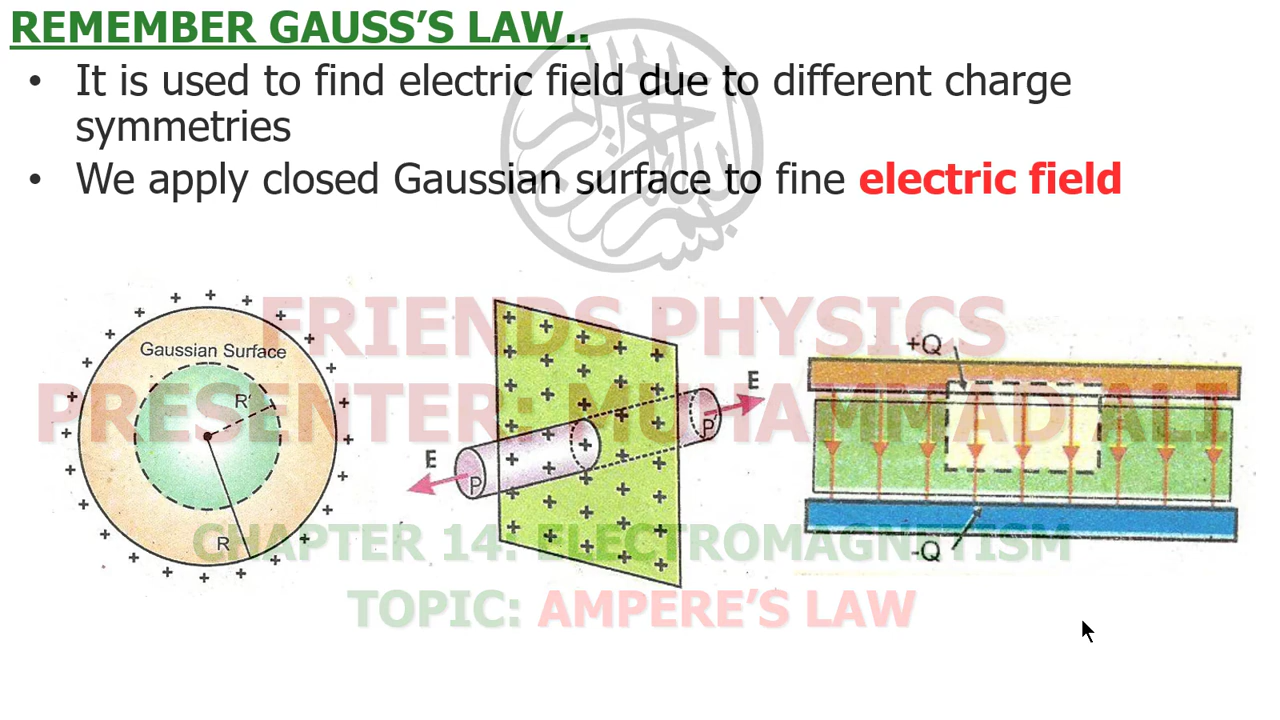 REMEMBER GAUSS’S LAW..
• It is used to find electric field due to different charge
symmetries
• We apply closed Gaussian surface to fine electric field
FRIENDS PHYSICS
PRESENTER: MUHAMMAD ALI
CHAPTER 14: ELECTROMAGNETISM
TOPIC: AMPERE’S LAW
Gaussian Surface
R'
R
E
P
E
P
+Q
-Q